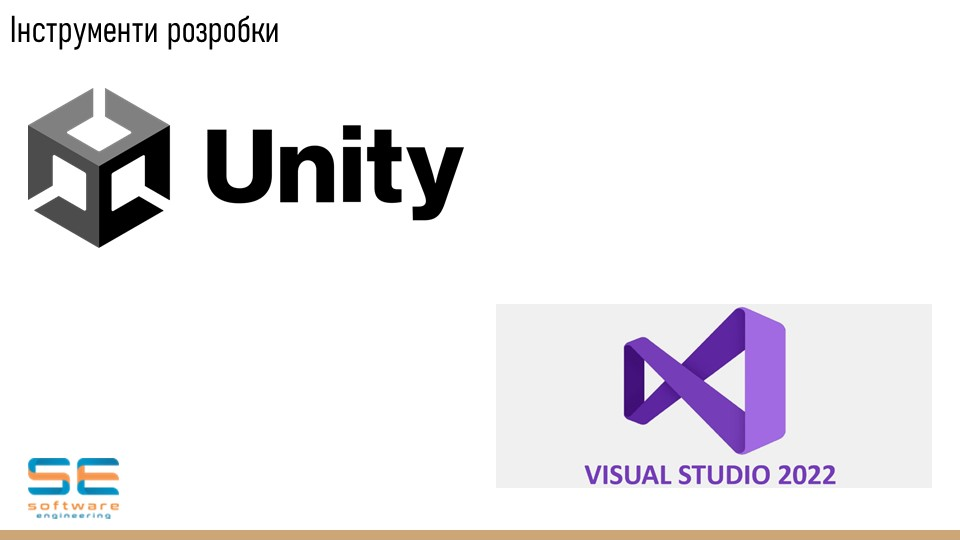 Інструменти розробки
Unity
VISUAL STUDIO 2022
SE
software
engineering